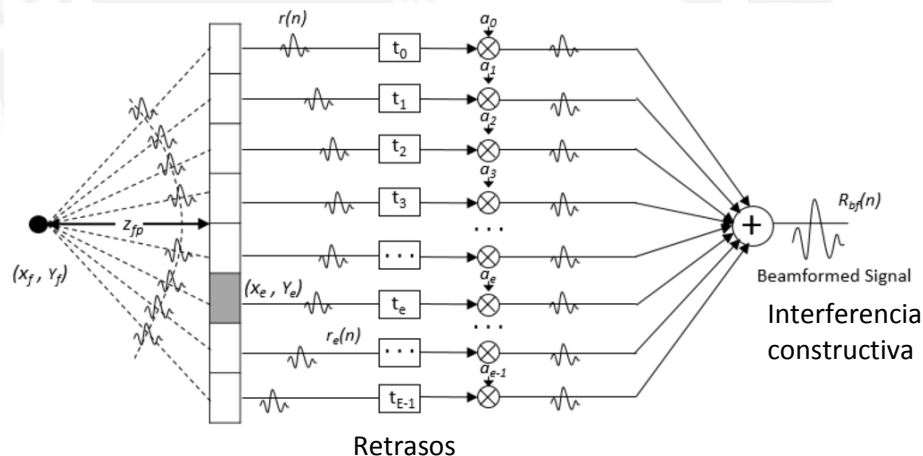 r(n)
t0
a0
t1
a1
t2
a2
t3
a3
Zfp
(Xf , Yf)
(Xe , Ye)
...
...
ae
te
...
re(n)
...
ae-1
tE-1
+
Rbf(n)
Beamformed Signal
Interferencia
constructiva
Retrasos